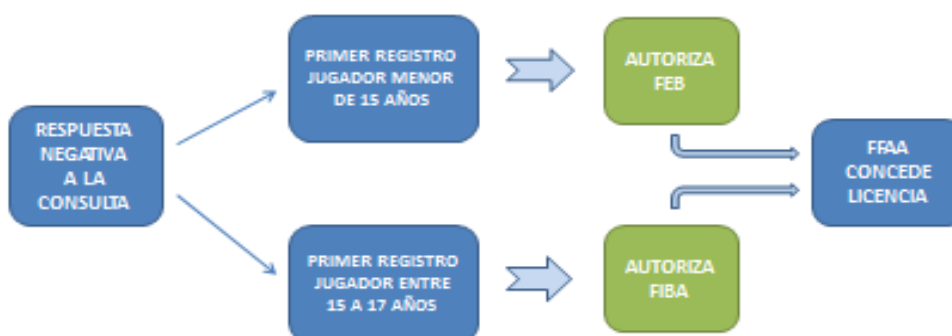 RESPUESTA
NEGATIVA
A LA
CONSULTA
PRIMER REGISTRO
JUGADOR MENOR
DE 15 AÑOS
AUTORIZA
FEB
PRIMER REGISTRO
JUGADOR ENTRE
15 A 17 AÑOS
AUTORIZA
FIBA
FFAA
CONCEDE
LICENCIA